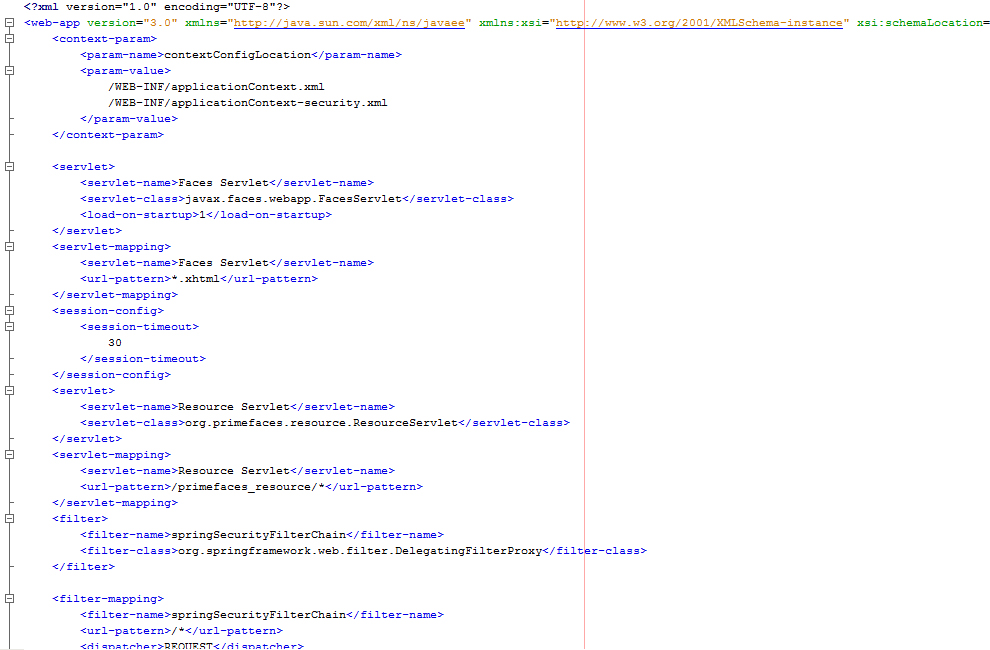 <?xml version="1.0" encoding="UTF-8"?>
<web-app version="3.0" xmlns="http://java.sun.com/xml/ns/javaee" xmlns:xsi="http://www.w3.org/2001/XMLSchema-instance" xsi:schemaLocation=
<context-param>
<param-name>contextConfigLocation</param-name>
<param-value>
/WEB-INF/applicationContext.xml
/WEB-INF/applicationContext-security.xml
</param-value>
</context-param>
<servlet>
<servlet-name>Faces Servlet</servlet-name>
<servlet-class>javax.faces.webapp.FacesServlet</servlet-class>
<load-on-startup>1</load-on-startup>
</servlet>
<servlet-mapping>
<servlet-name>Faces Servlet</servlet-name>
<url-pattern>*.xhtml</url-pattern>
</servlet-mapping>
<session-config>
<session-timeout>
30
</session-timeout>
</session-config>
<servlet>
<servlet-name>Resource Servlet</servlet-name>
<servlet-class>org.primefaces.resource.ResourceServlet</servlet-class>
</servlet>
<servlet-mapping>
<servlet-name>Resource Servlet</servlet-name>
<url-pattern>/primefaces_resource/*</url-pattern>
</servlet-mapping>
<filter>
<filter-name>springSecurityFilterChain</filter-name>
<filter-class>org.springframework.web.filter.DelegatingFilterProxy</filter-class>
</filter>
<filter-mapping>
<filter-name>springSecurityFilterChain</filter-name>
<url-pattern>/*</url-pattern>
<dispatcher>REQUEST</dispatcher>